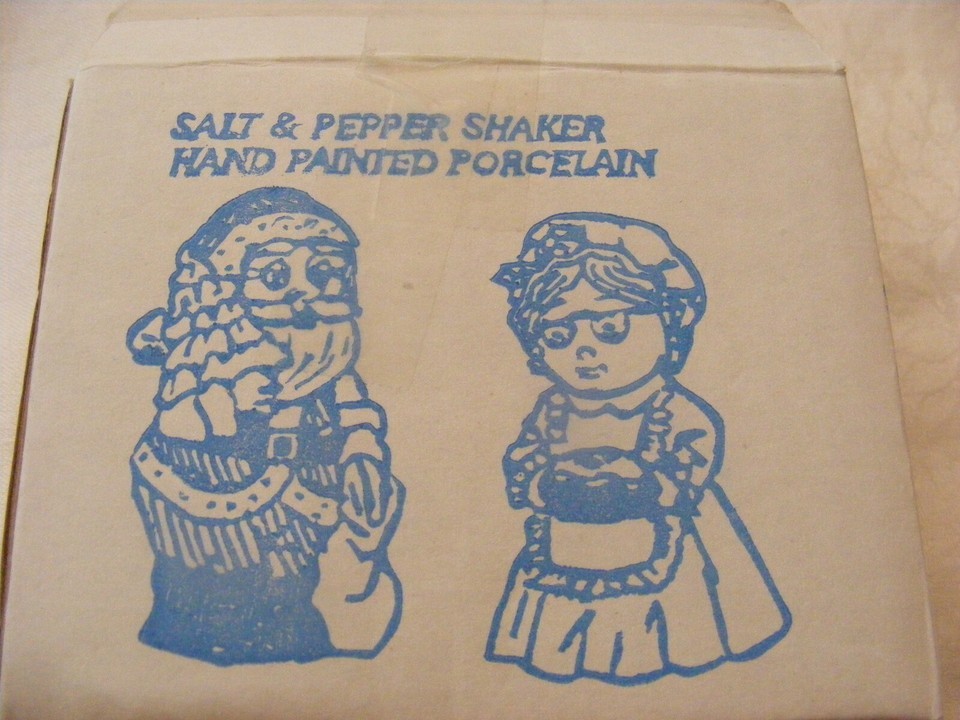 SALT & PEPPER SHAKER
HAND PAINTED PORCELAIN